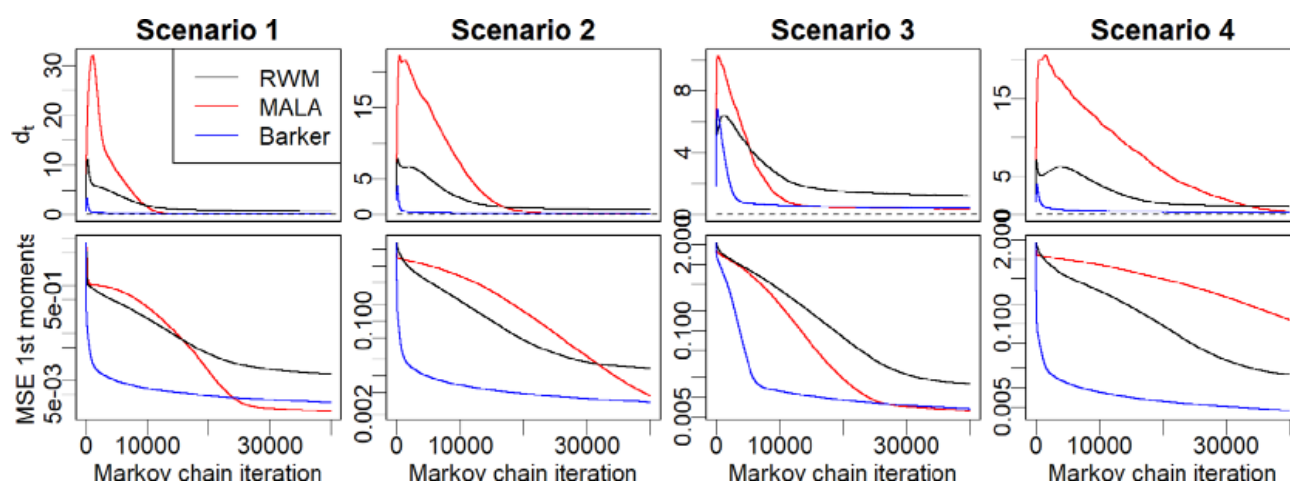 Scenario 1 Scenario 2 Scenario 3 Scenario 4
RWM
MALA
Barker
d_t
0 10 20 30
0 5 15
0 4 8
0 5 15
MSE 1st moments
5e-03 5e-01
0.002 0.100
0.005 0.100 2.000
0.005 0.100 2.000
0 10000 30000 0 10000 30000 0 10000 30000 0 10000 30000
Markov chain iteration Markov chain iteration Markov chain iteration Markov chain iteration